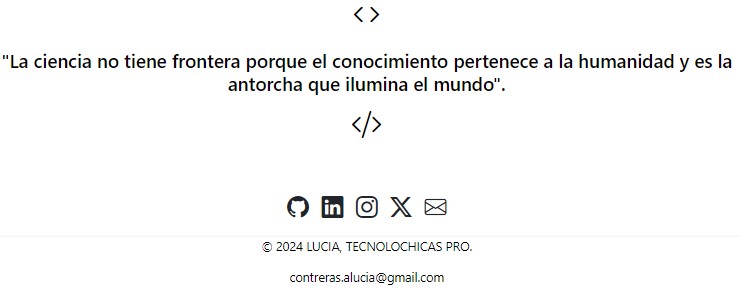 <>
"La ciencia no tiene frontera porque el conocimiento pertenece a la humanidad y es la
antorcha que ilumina el mundo".
</>
© 2024 LUCIA, TECNOLOCHICAS PRO.
contreras.alucia@gmail.com